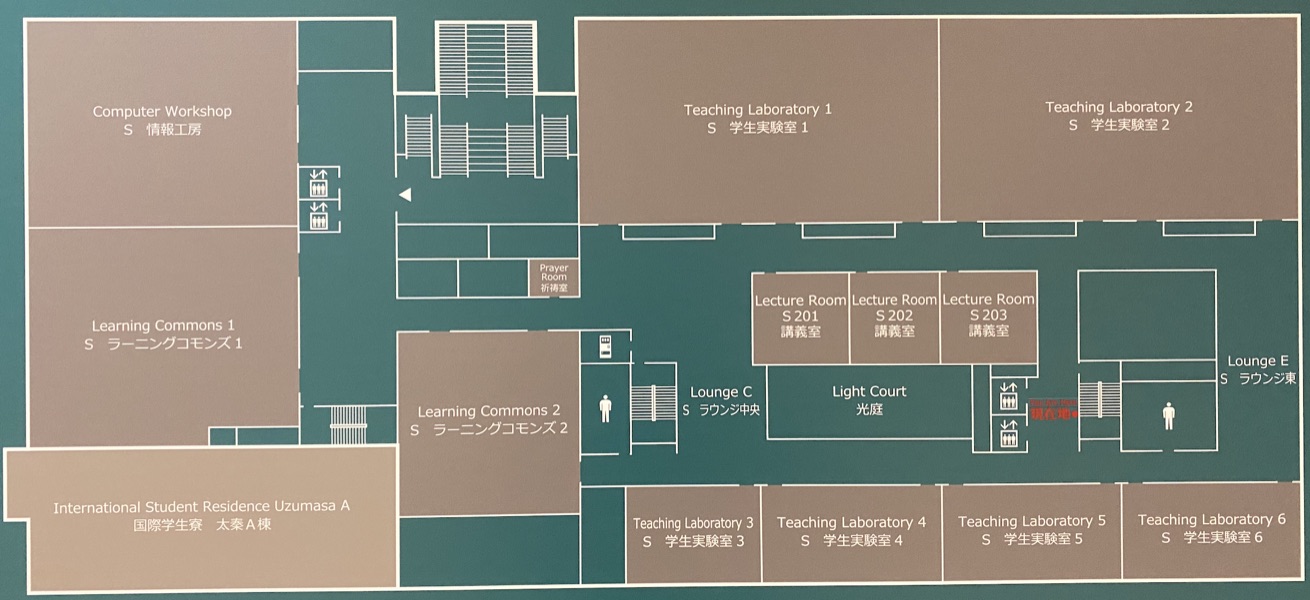 Computer Workshop
S 情報工房
Teaching Laboratory 1
S 学生実験室 1
Teaching Laboratory 2
S 学生実験室 2
Prayer
Room
祈祷室
Learning Commons 1
S ラーニングコモンズ 1
Lecture Room
S 201
講義室
Lecture Room
S 202
講義室
Lecture Room
S 203
講義室
Lounge E
S ラウンジ東
Lounge C
S ラウンジ中央
Light Court
光庭
現在地
Learning Commons 2
S ラーニングコモンズ 2
International Student Residence Uzumasa A
国際学生寮 太秦A棟
Teaching Laboratory 3
S 学生実験室 3
Teaching Laboratory 4
S 学生実験室 4
Teaching Laboratory 5
S 学生実験室 5
Teaching Laboratory 6
S 学生実験室 6